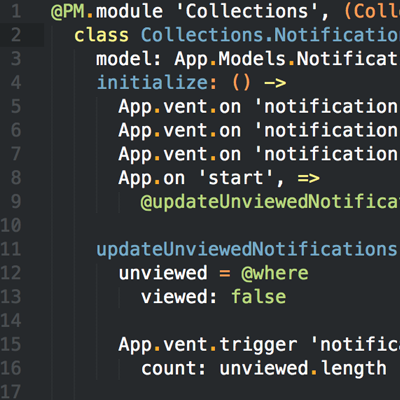 1 @PM.module 'Collections', (Coll
2 class Collections.Notificatio
3 model: App.Models.Notificat
4 initialize: () ->
5 App.vent.on 'notification
6 App.vent.on 'notification
7 App.vent.on 'notification
8 App.on 'start', =>
9 @updateUnviewedNotifica
10
11 updateUnviewedNotifications
12 unviewed = @where
13 viewed: false
14
15 App.vent.trigger 'notifica
16 count: unviewed.length
17